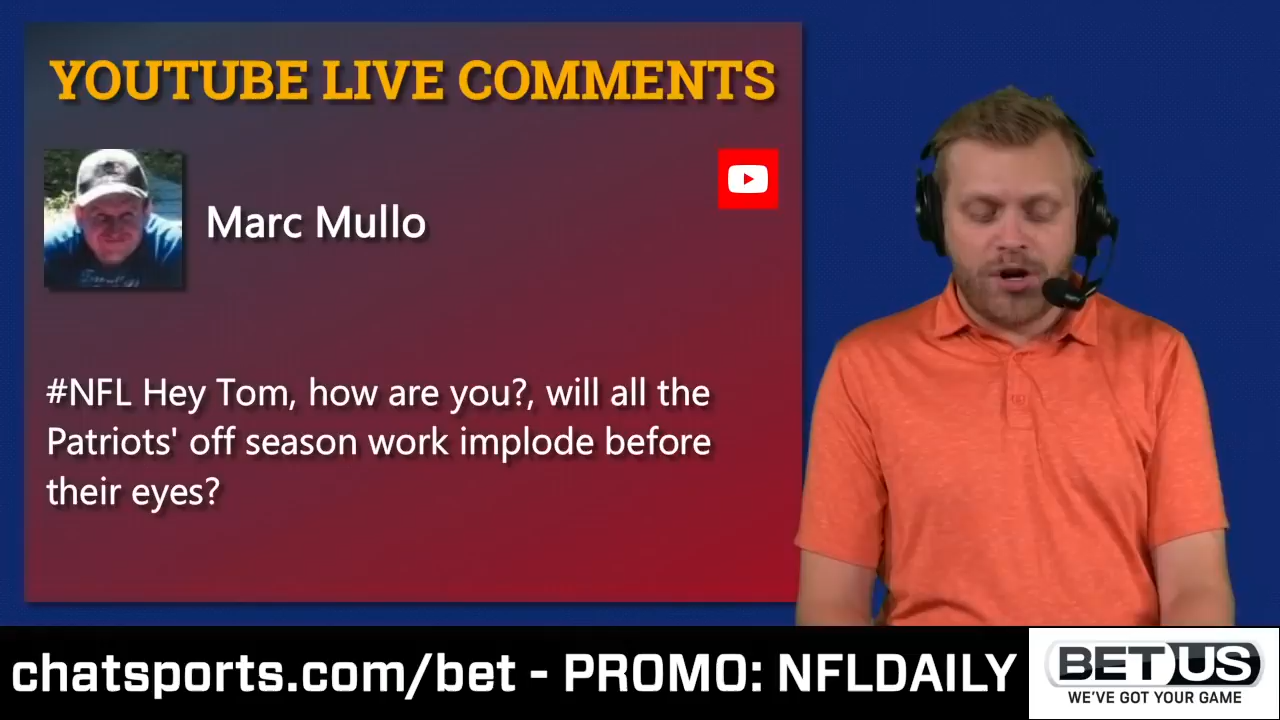 YOUTUBE LIVE COMMENTS
Marc Mullo
#NFL Hey Tom, how are you?, will all the
Patriots' off season work implode before
their eyes?
chatsports.com/bet - PROMO: NFLDAILY
BETUS
WE'VE GOT YOUR GAME